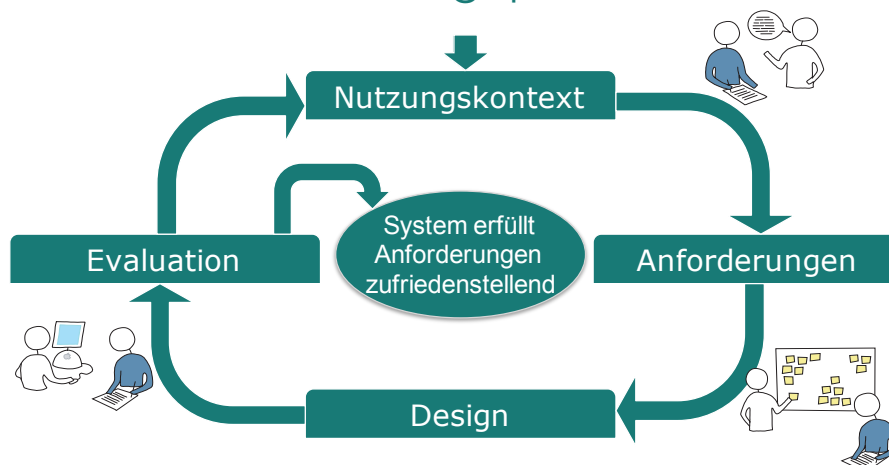 Nutzungskontext
System erfüllt
Anforderungen
zufriedenstellend
Evaluation
Anforderungen
Design